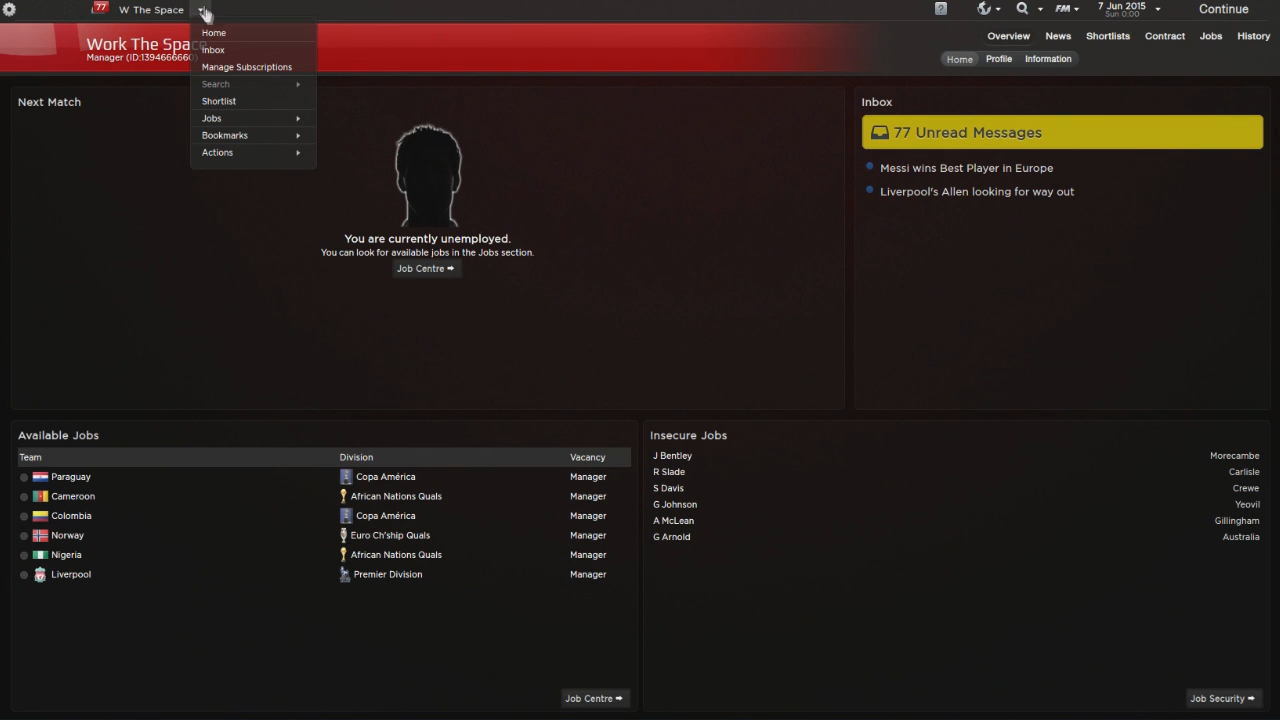 77 W The Space ? FM 7 Jun 2015 Continue
Sun 0:00
Work The Space
Manager (ID:1394666660)
Overview News Shortlists Contract Jobs History
Home Profile Information
Home
Inbox
Manage Subscriptions
Search
Shortlist
Jobs
Bookmarks
Actions
Next Match
You are currently unemployed.
You can look for available jobs in the Jobs section.
Job Centre
Inbox
77 Unread Messages
Messi wins Best Player in Europe
Liverpool's Allen looking for way out
Available Jobs
Team Division Vacancy
Paraguay Copa América Manager
Cameroon African Nations Quals Manager
Colombia Copa América Manager
Norway Euro Ch'ship Quals Manager
Nigeria African Nations Quals Manager
Liverpool Premier Division Manager
Job Centre
Insecure Jobs
J Bentley Morecambe
R Slade Carlisle
S Davis Crewe
G Johnson Yeovil
A McLean Gillingham
G Arnold Australia
Job Security